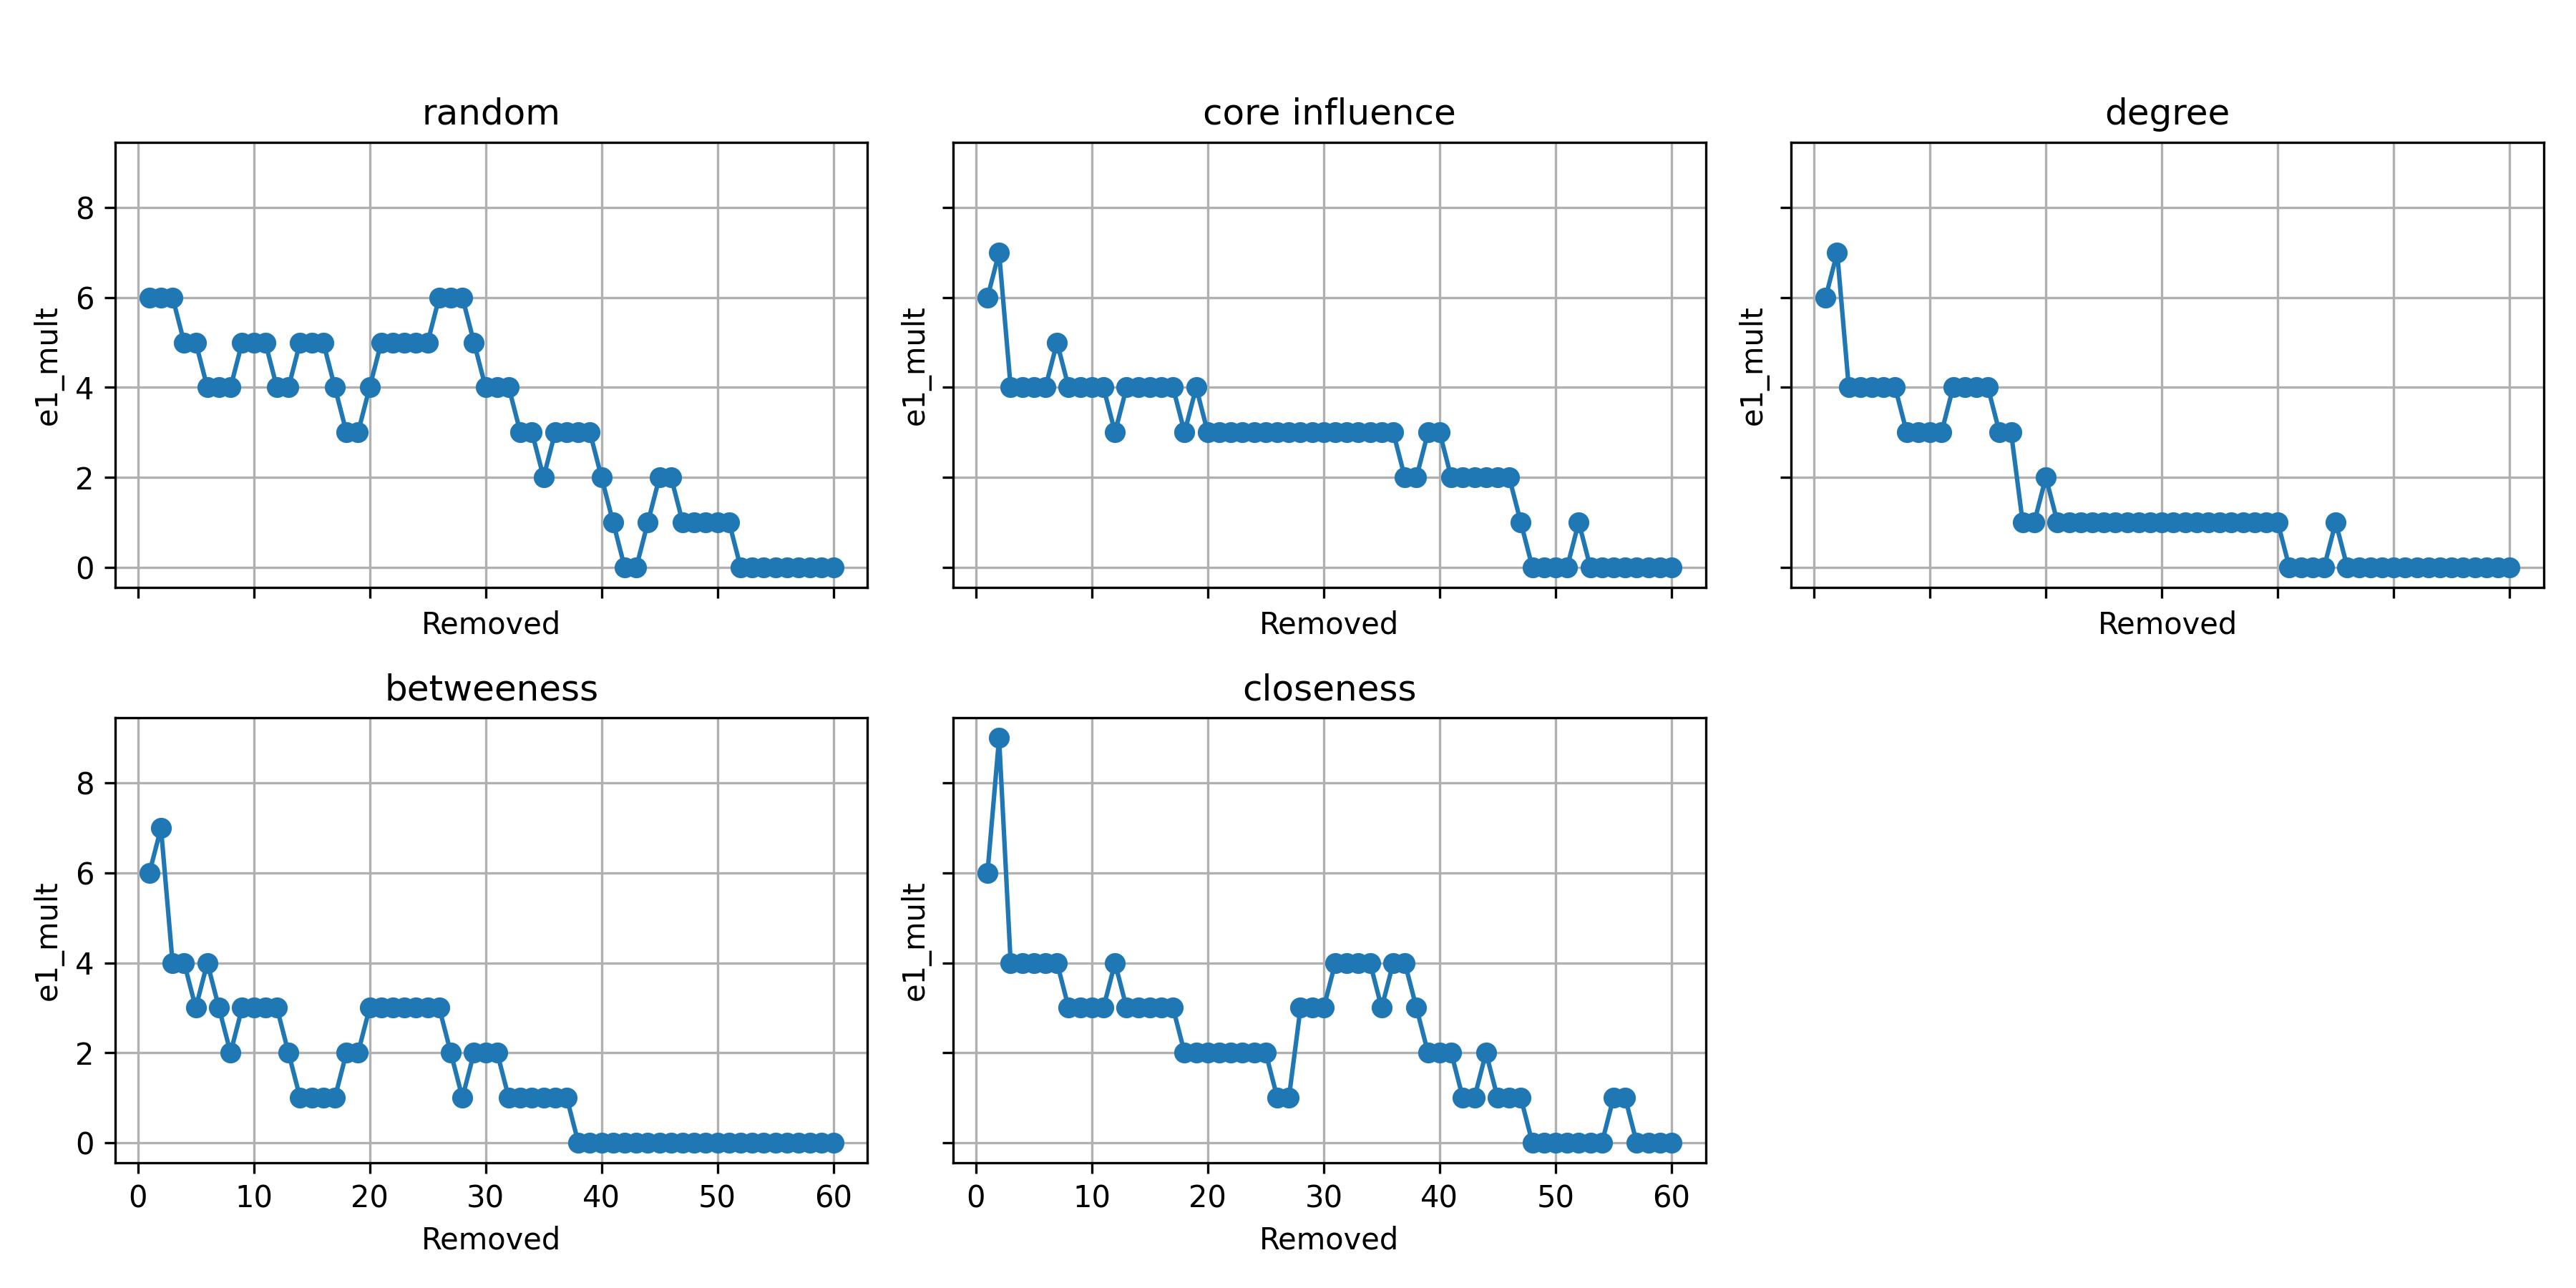 random
core influence
degree
8
6
4
2
0
e1_mult
e1_mult
e1_mult
Removed
Removed
Removed
betweeness
closeness
8
6
4
2
0
e1_mult
e1_mult
0 10 20 30 40 50 60
0 10 20 30 40 50 60
Removed
Removed